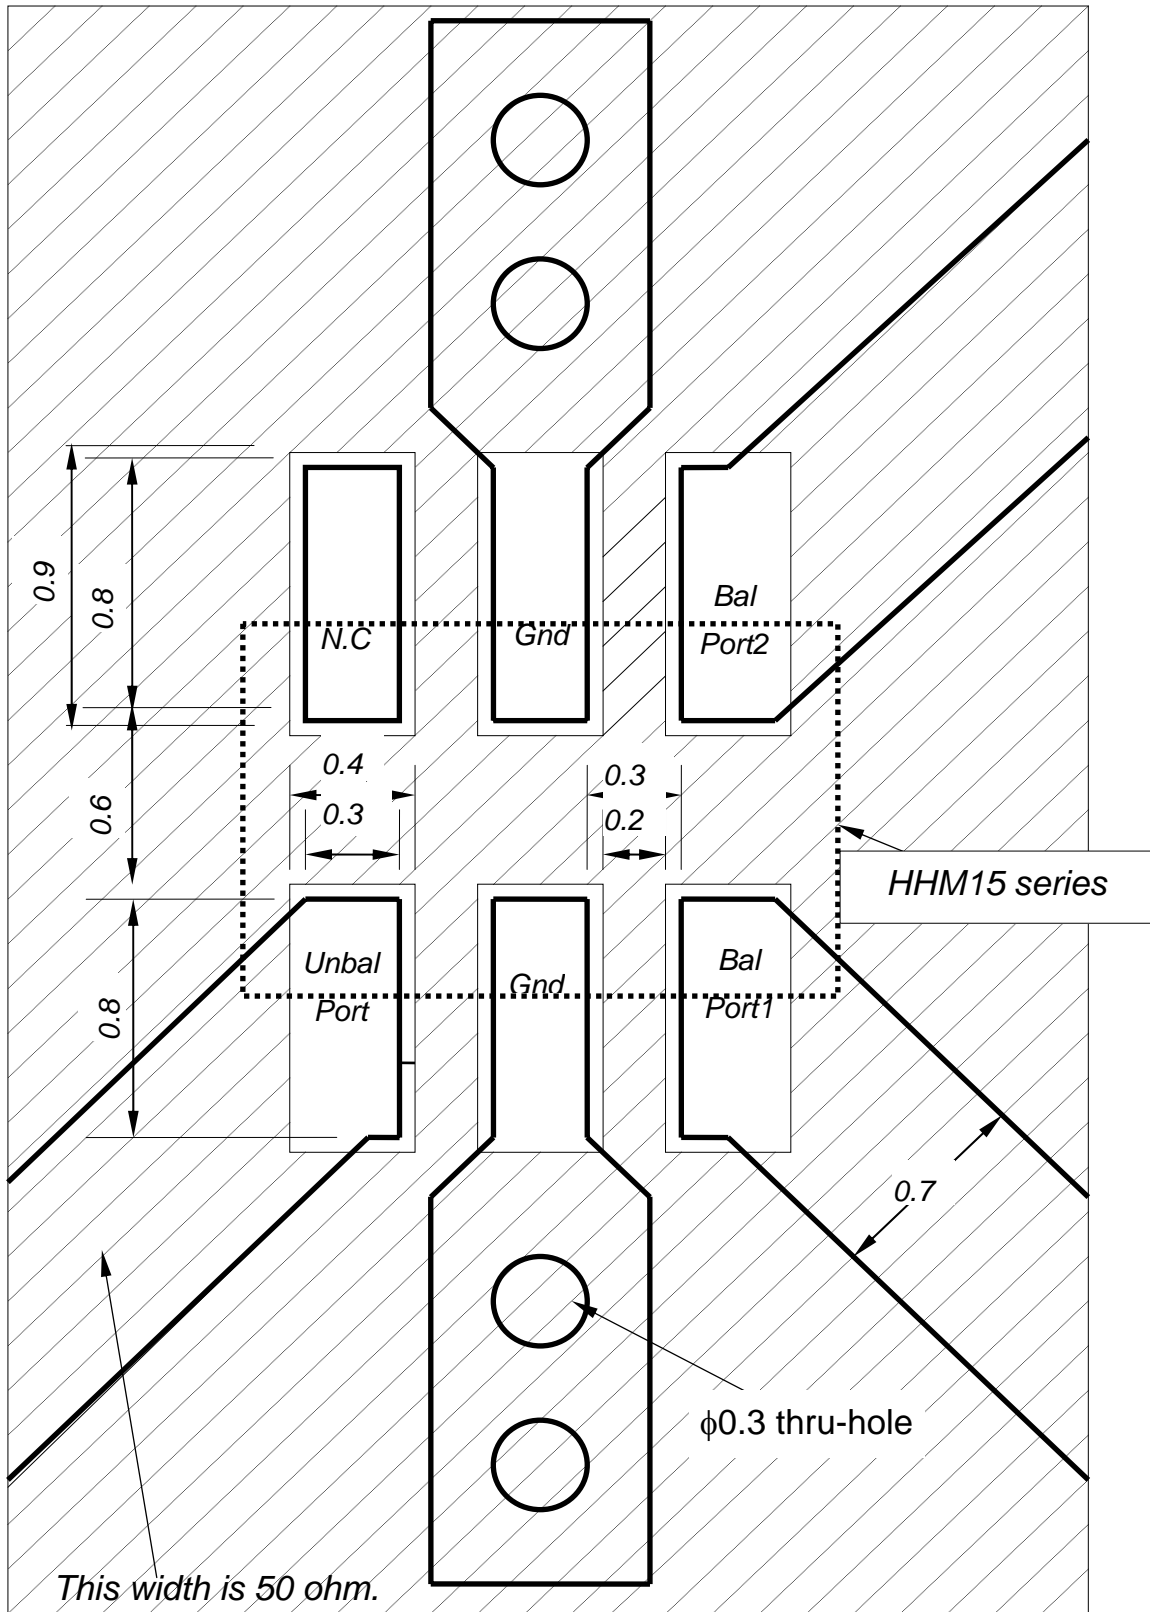 0.9
0.8
N.C
Gnd
Bal
Port2
0.4
0.3
0.3
0.2
0.6
HHM15 series
Unbal
Port
Gnd
Bal
Port1
0.8
0.7
ϕ0.3 thru-hole
This width is 50 ohm.